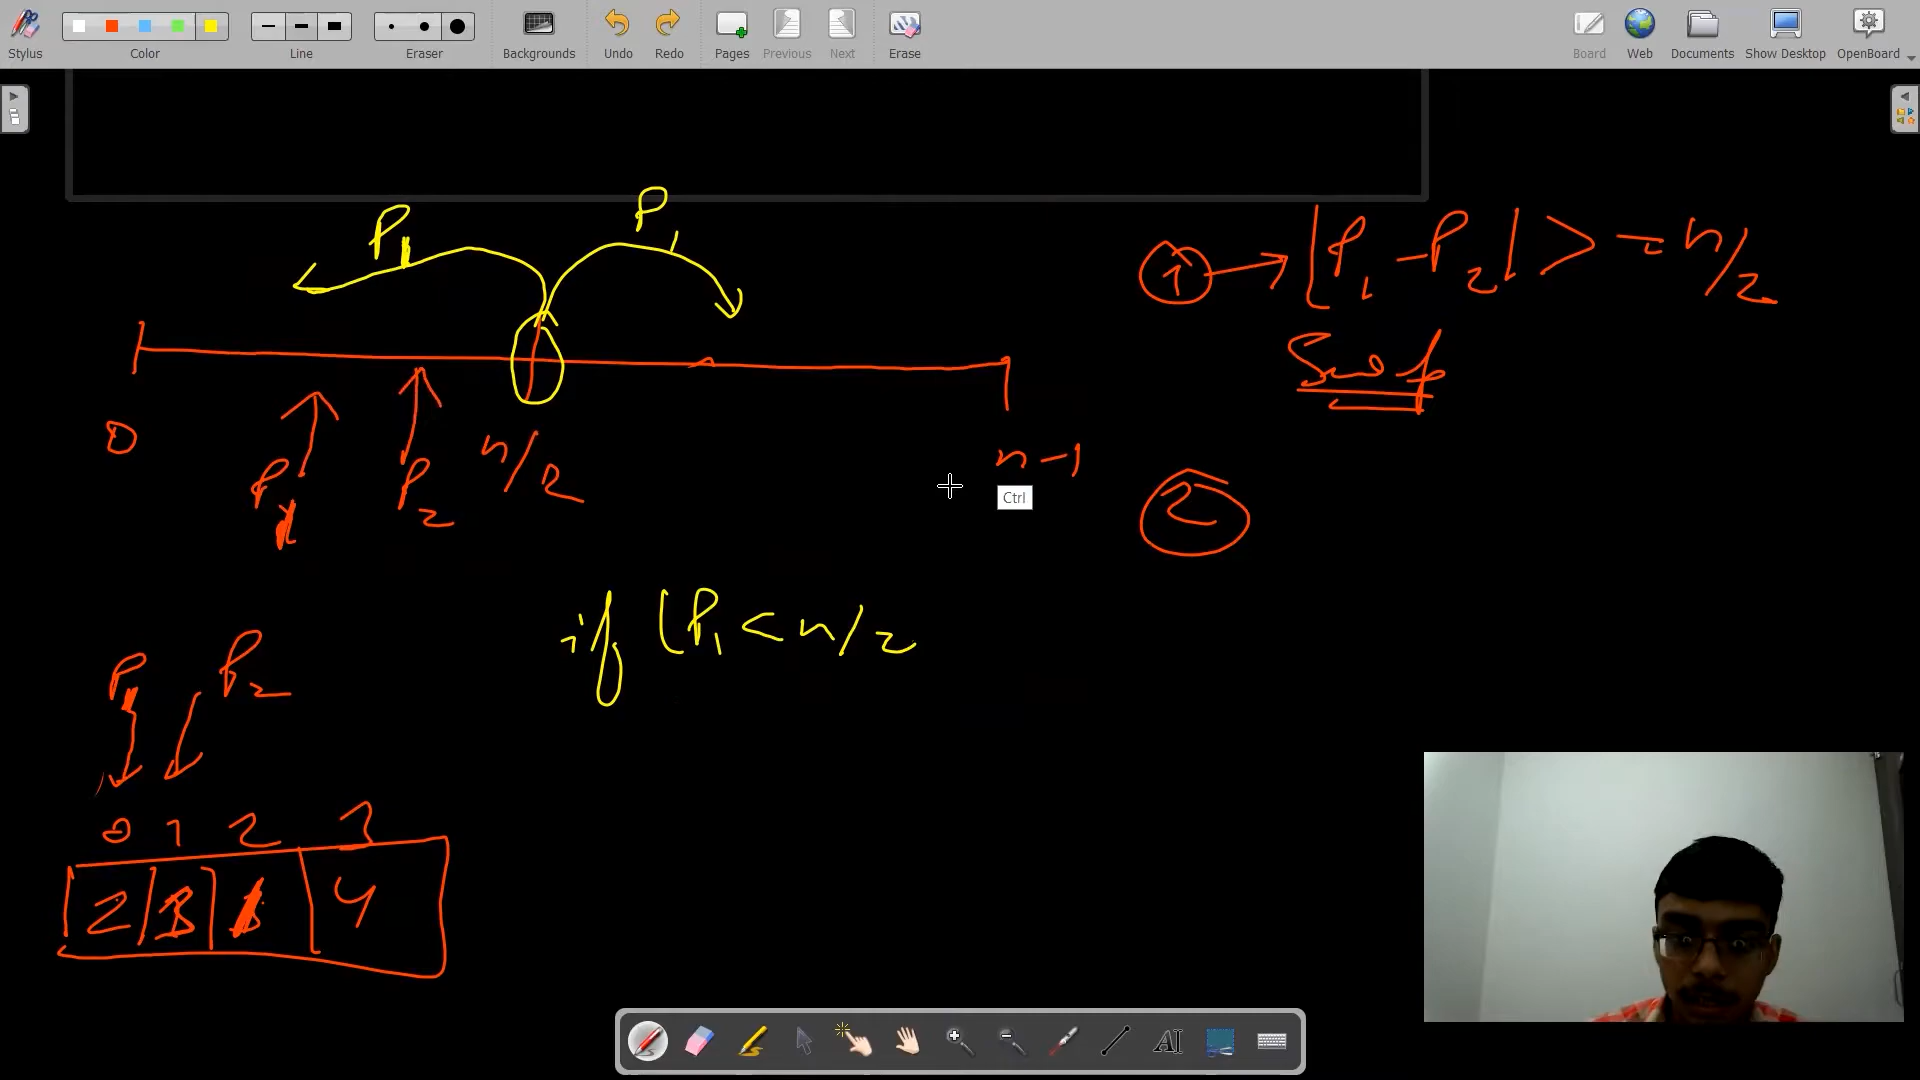 Stylus Color Line Eraser Backgrounds Undo Redo Pages Previous Next Erase Board Web Documents Show Desktop OpenBoard
P1 P1
1 → |P1 - P2| >= n/2
Swap
0 P1 P2 n/2 n-1
Ctrl
2
if (P1 < n/2
P1 P2
0 1 2 3
2 3 4